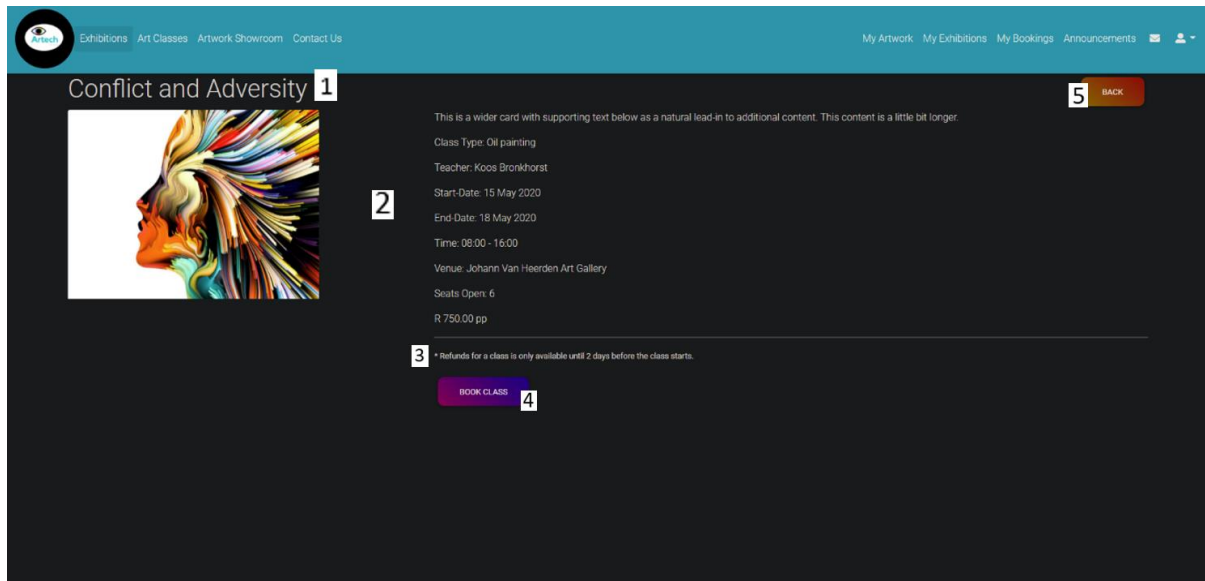 Artech Exhibitions Art Classes Artwork Showroom Contact Us My Artwork My Exhibitions My Bookings Announcements
Conflict and Adversity 1
5 BACK
This is a wider card with supporting text below as a natural lead-in to additional content. This content is a little bit longer.
Class Type: Oil painting
Teacher: Koos Bronkhorst
2
Start-Date: 15 May 2020
End-Date: 18 May 2020
Time: 08:00 - 16:00
Venue: Johann Van Heerden Art Gallery
Seats Open: 6
R 750.00 pp
3 * Refunds for a class is only available until 2 days before the class starts.
BOOK CLASS 4